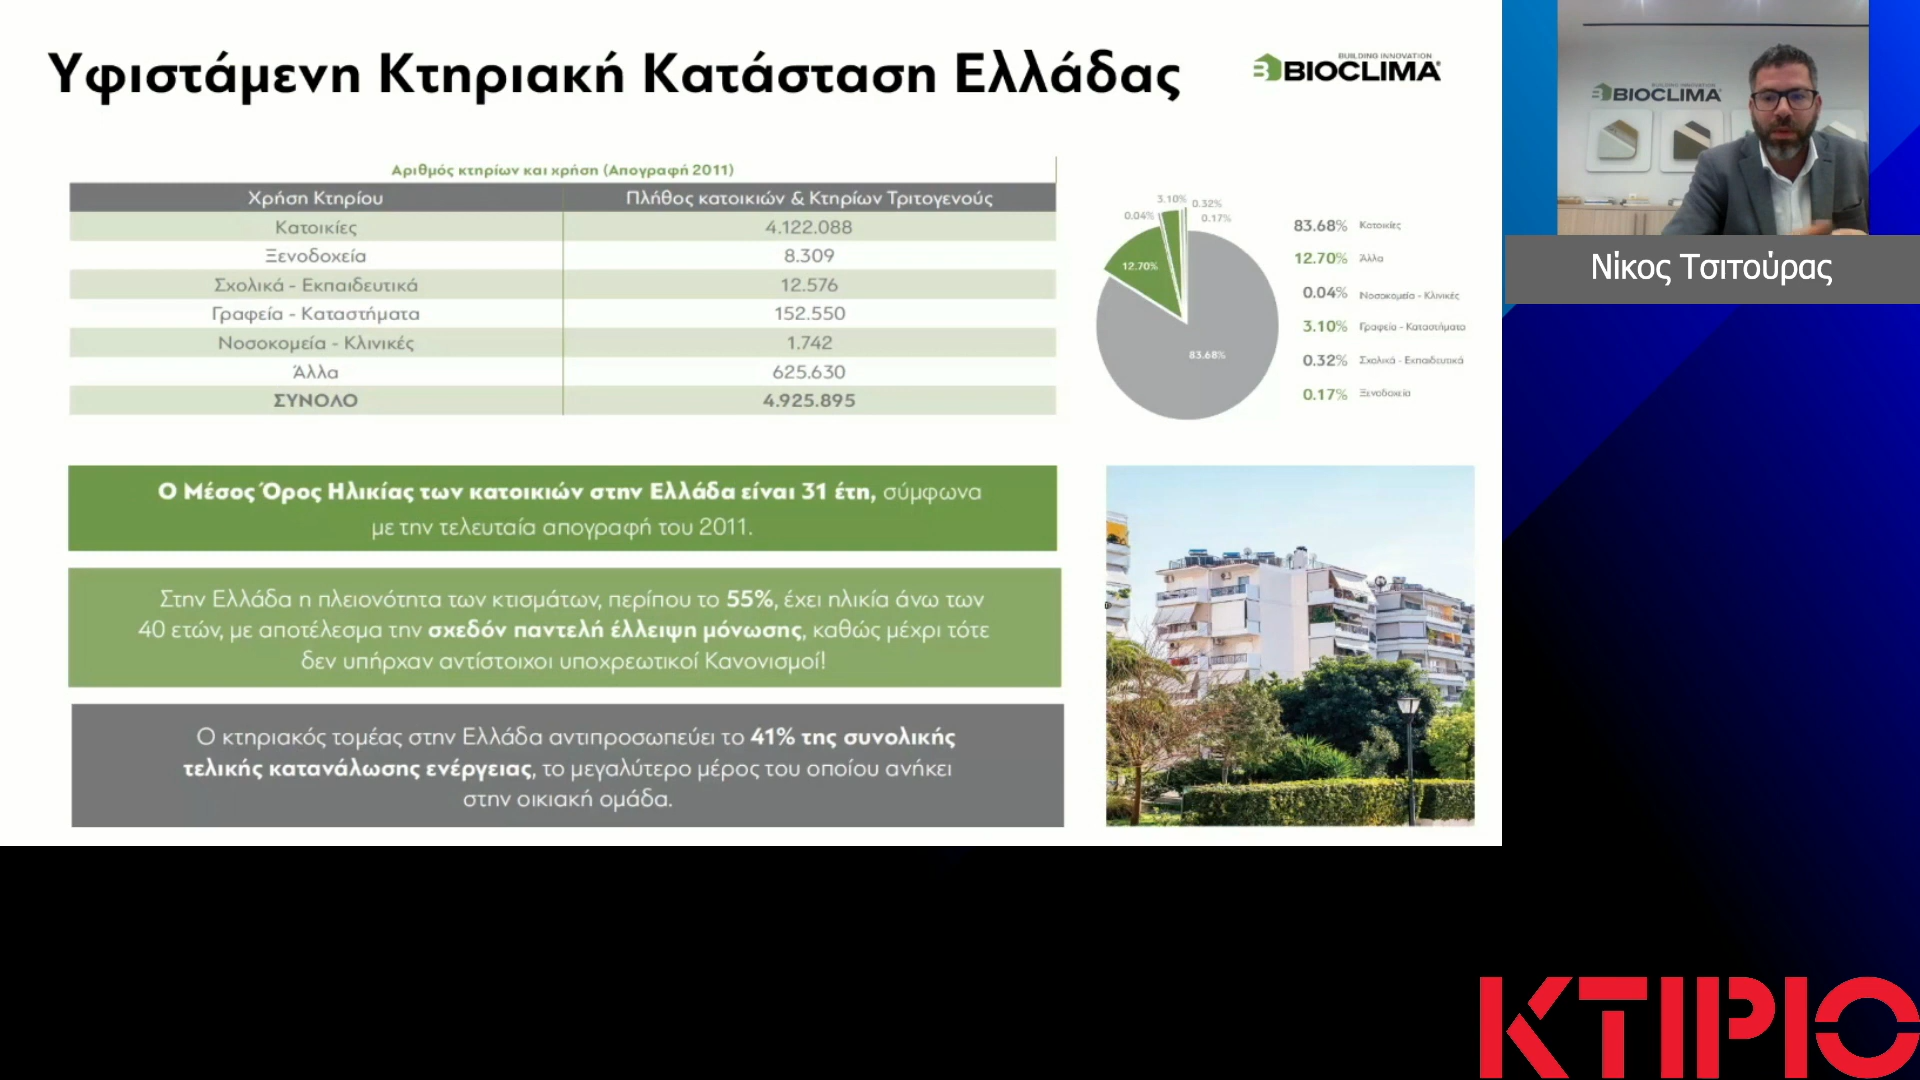 Υφιστάμενη Κτηριακή Κατάσταση Ελλάδας
BUILDING INNOVATION
BIOCLIMA
Αριθμός κτηρίων και χρήση (Απογραφή 2011)
Χρήση Κτηρίου Πλήθος κατοικιών & Κτηρίων Τριτογενούς
Κατοικίες 4.122.088
Ξενοδοχεία 8.309
Σχολικά - Εκπαιδευτικά 12.576
Γραφεία - Καταστήματα 152.550
Νοσοκομεία - Κλινικές 1.742
Άλλα 625.630
ΣΥΝΟΛΟ 4.925.895
3.10%
0.32%
0.04%
0.17%
12.70%
83.68%
83.68% Κατοικίες
12.70% Άλλα
0.04% Νοσοκομεία - Κλινικές
3.10% Γραφεία - Καταστήματα
0.32% Σχολικά - Εκπαιδευτικά
0.17% Ξενοδοχεία
Ο Μέσος Όρος Ηλικίας των κατοικιών στην Ελλάδα είναι 31 έτη, σύμφωνα
με την τελευταία απογραφή του 2011.
Στην Ελλάδα η πλειονότητα των κτισμάτων, περίπου το 55%, έχει ηλικία άνω των
40 ετών, με αποτέλεσμα την σχεδόν παντελή έλλειψη μόνωσης, καθώς μέχρι τότε
δεν υπήρχαν αντίστοιχοι υποχρεωτικοί Κανονισμοί!
Ο κτηριακός τομέας στην Ελλάδα αντιπροσωπεύει το 41% της συνολικής
τελικής κατανάλωσης ενέργειας, το μεγαλύτερο μέρος του οποίου ανήκει
στην οικιακή ομάδα.
BUILDING INNOVATION
BIOCLIMA
Νίκος Τσιτούρας
ΚΤΙΡΙΟ